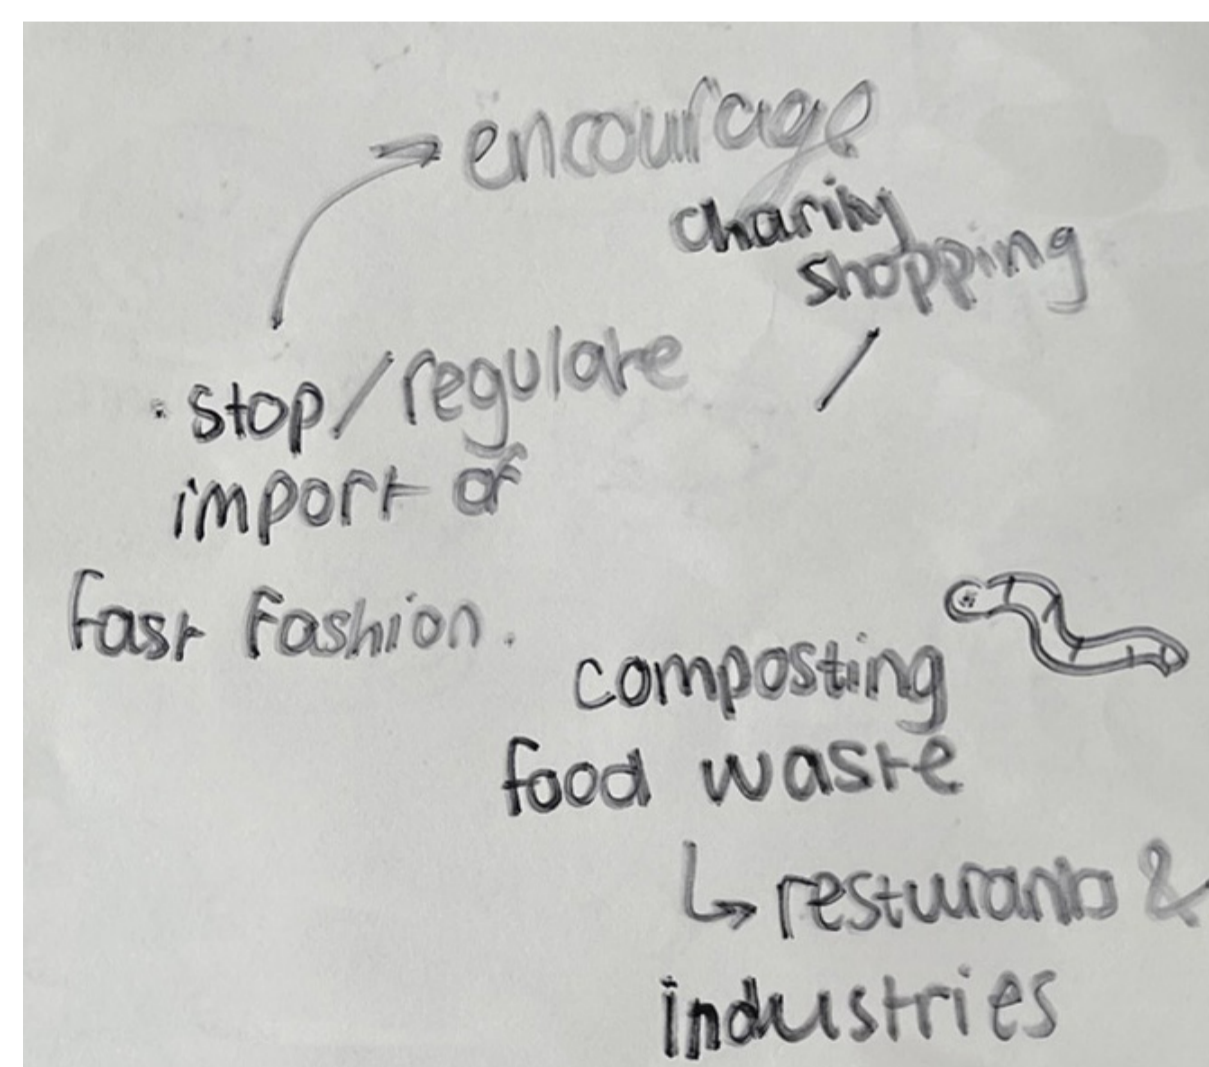 → encourage
charity
shopping
· stop/regulate
import of
fast fashion.
composting
food waste
↳ resturants &
industries